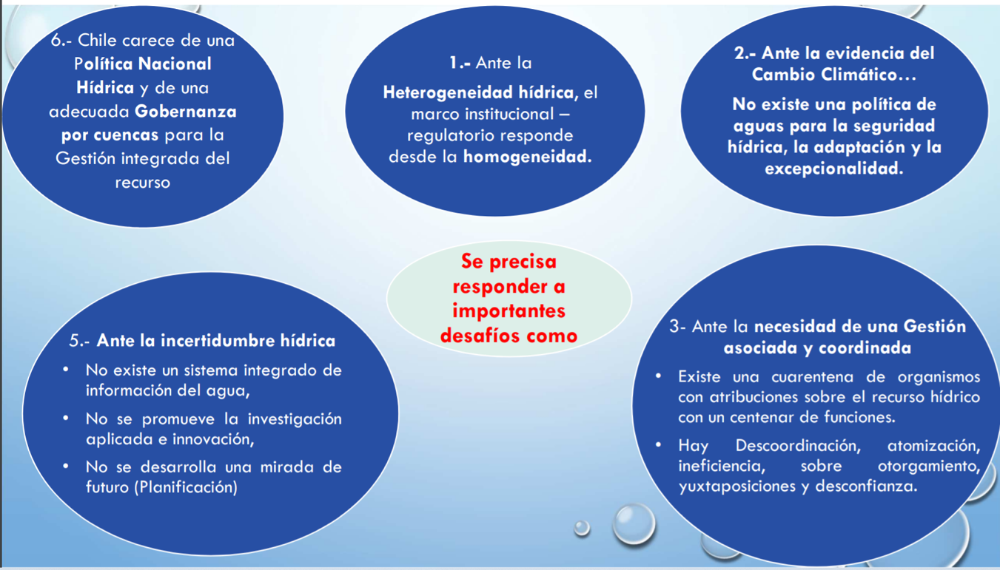 6.- Chile carece de una
Política Nacional
Hídrica y de una
adecuada Gobernanza
por cuencas para la
Gestión integrada del
recurso
1.- Ante la
Heterogeneidad hídrica, el
marco institucional –
regulatorio responde
desde la homogeneidad.
2.- Ante la evidencia del
Cambio Climático…
No existe una política de
aguas para la seguridad
hídrica, la adaptación y la
excepcionalidad.
Se precisa
responder a
importantes
desafíos como
5.- Ante la incertidumbre hídrica
• No existe un sistema integrado de
información del agua,
• No se promueve la investigación
aplicada e innovación,
• No se desarrolla una mirada de
futuro (Planificación)
3- Ante la necesidad de una Gestión
asociada y coordinada
• Existe una cuarentena de organismos
con atribuciones sobre el recurso hídrico
con un centenar de funciones.
• Hay Descoordinación, atomización,
ineficiencia, sobre otorgamiento,
yuxtaposiciones y desconfianza.